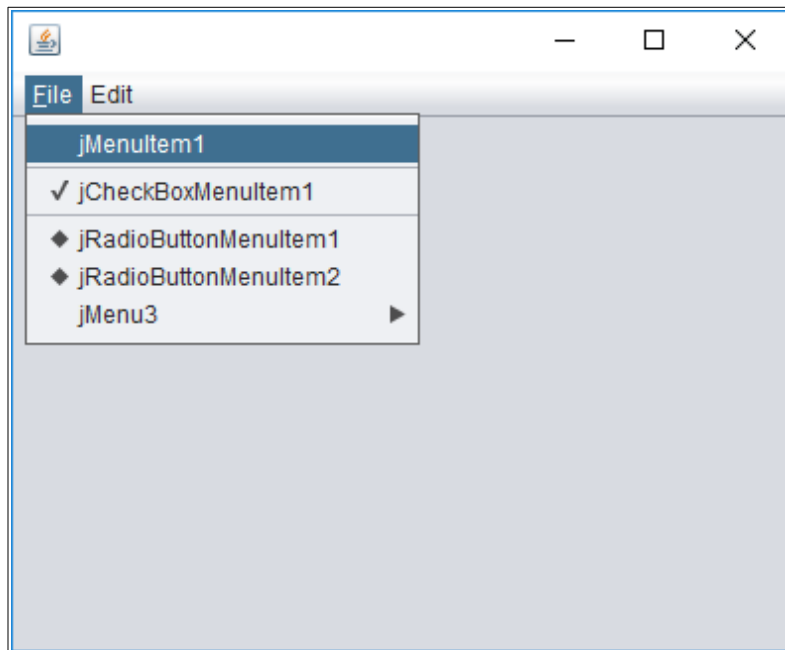 File Edit
jMenuItem1
jCheckBoxMenuItem1
jRadioButtonMenuItem1
jRadioButtonMenuItem2
jMenu3